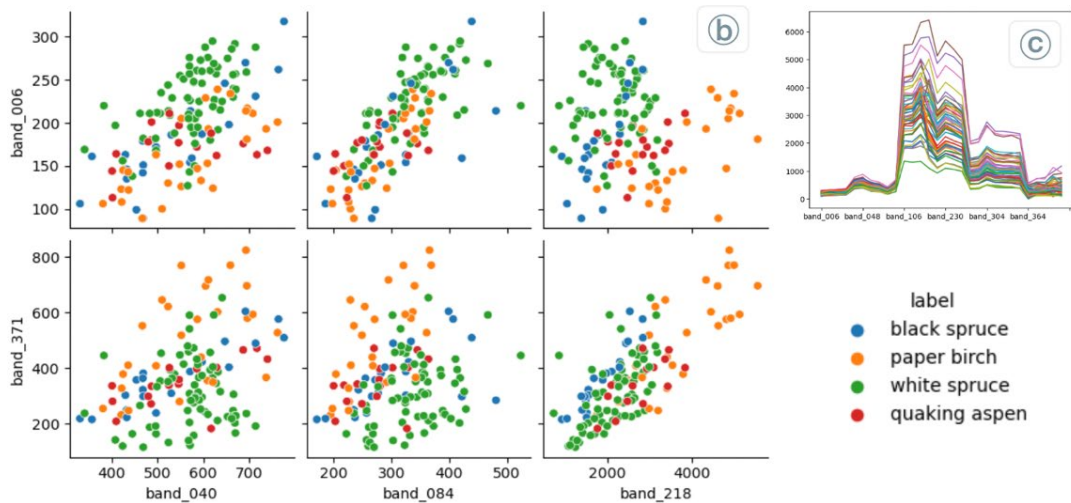 ⓑ
ⓒ
300
250
200
150
100
band_006
800
600
400
200
band_371
400 500 600 700
band_040
200 300 400 500
band_084
2000 4000
band_218
6000
5000
4000
3000
2000
1000
0
band_006 band_048 band_106 band_230 band_304 band_364
label
black spruce
paper birch
white spruce
quaking aspen